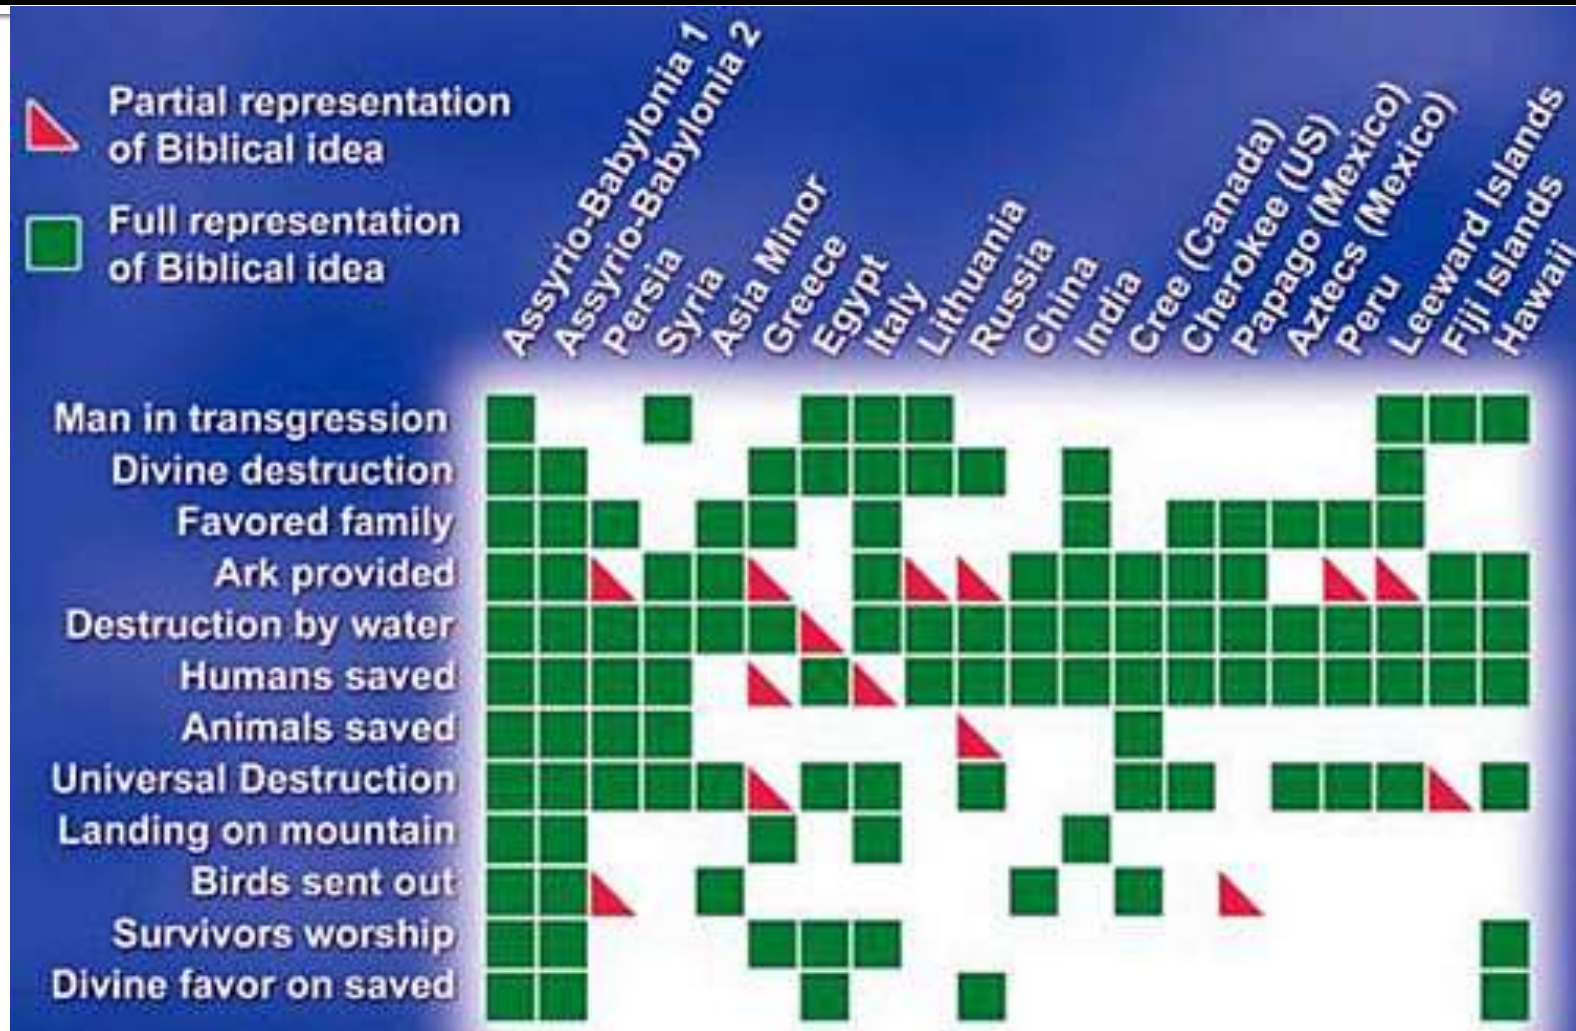 Partial representation
of Biblical idea
Full representation
of Biblical idea
Assyrio-Babylonia 1
Assyrio-Babylonia 2
Persia
Syria
Asia Minor
Greece
Egypt
Italy
Lithuania
Russia
China
India
Cree (Canada)
Cherokee (US)
Papago (Mexico)
Aztecs (Mexico)
Peru
Leeward Islands
Fiji Islands
Hawaii
Man in transgression
Divine destruction
Favored family
Ark provided
Destruction by water
Humans saved
Animals saved
Universal Destruction
Landing on mountain
Birds sent out
Survivors worship
Divine favor on saved